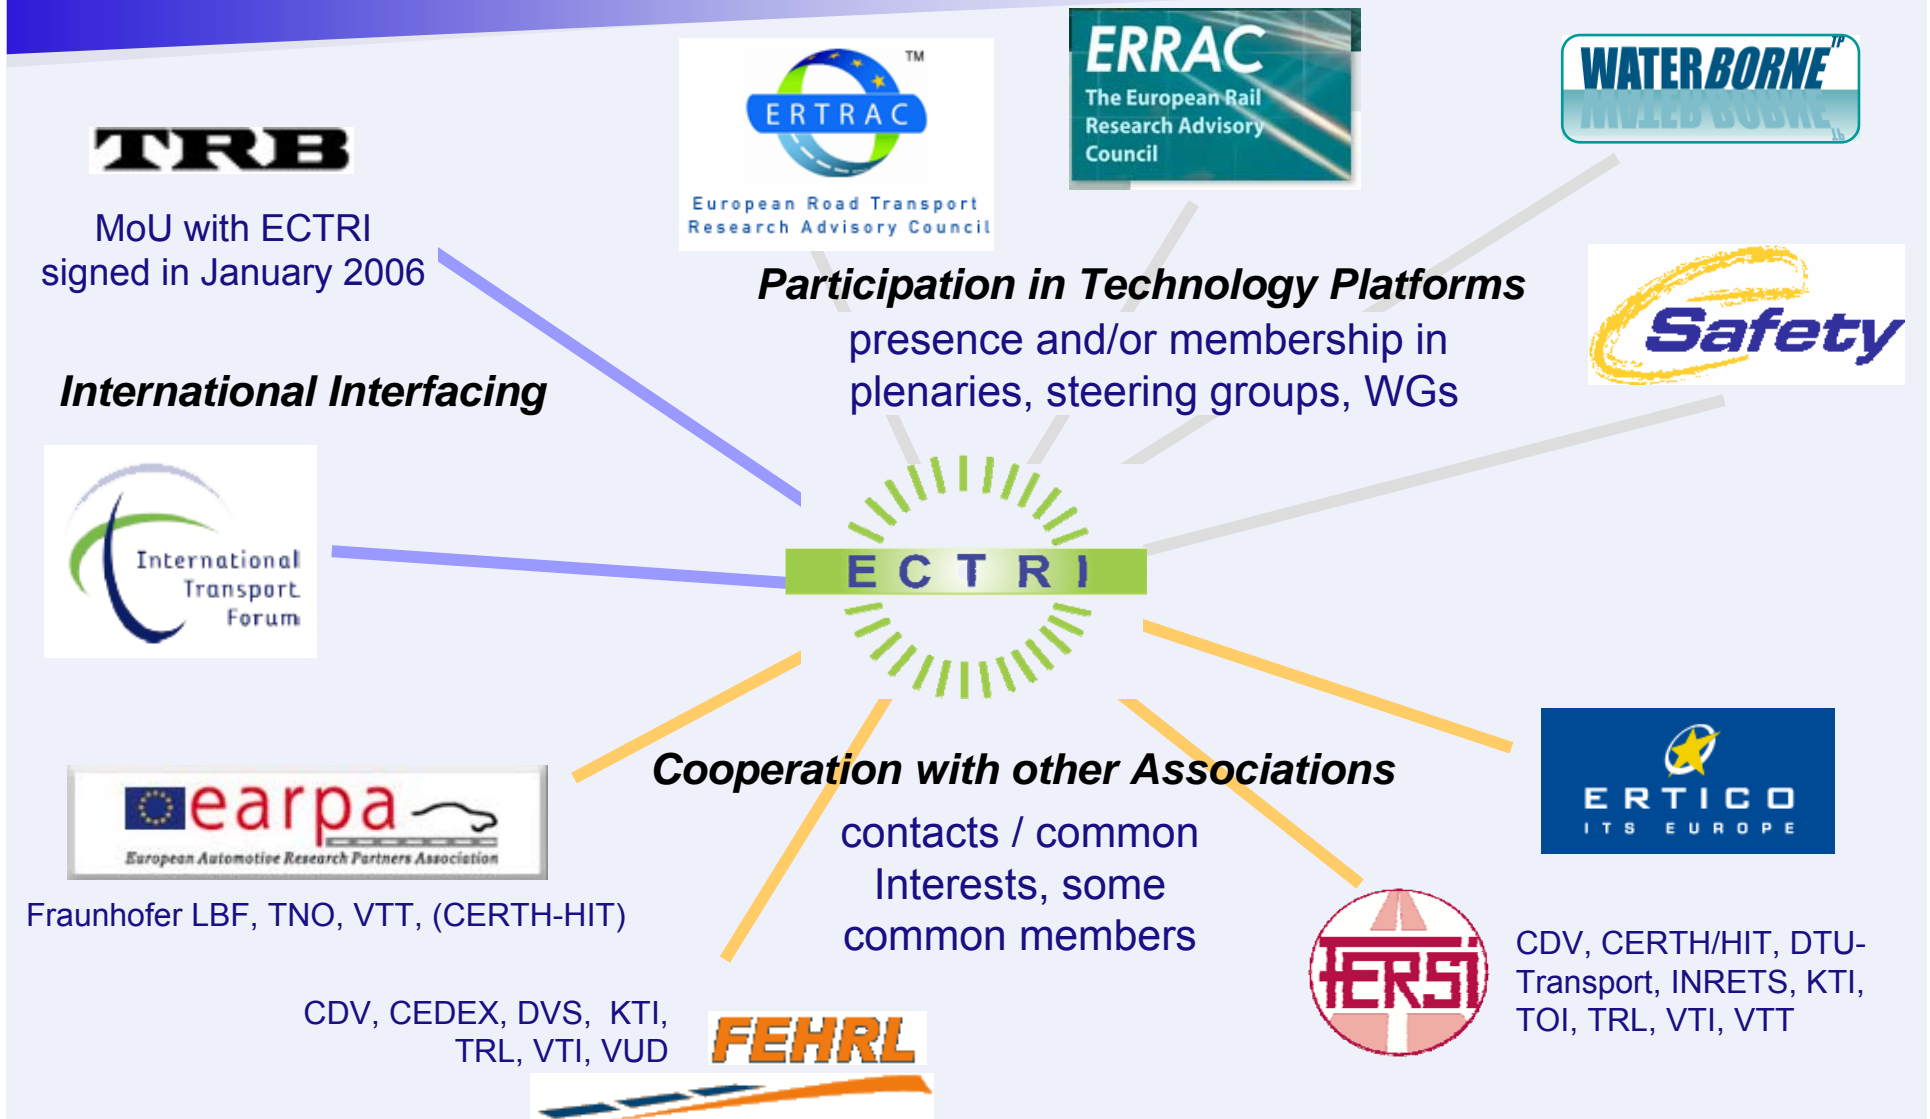 TRB
MoU with ECTRI
signed in January 2006
ERTRAC
TM
European Road Transport
Research Advisory Council
ERRAC
The European Rail
Research Advisory
Council
WATERBORNE TP
Participation in Technology Platforms
presence and/or membership in
plenaries, steering groups, WGs
Safety
International Interfacing
International
Transport
Forum
ECTRI
Cooperation with other Associations
contacts / common
Interests, some
common members
earpa
European Automotive Research Partners Association
Fraunhofer LBF, TNO, VTT, (CERTH-HIT)
ERTICO
ITS EUROPE
CDV, CEDEX, DVS, KTI,
TRL, VTI, VUD
FEHRL
FERSI
CDV, CERTH/HIT, DTU-
Transport, INRETS, KTI,
TOI, TRL, VTI, VTT